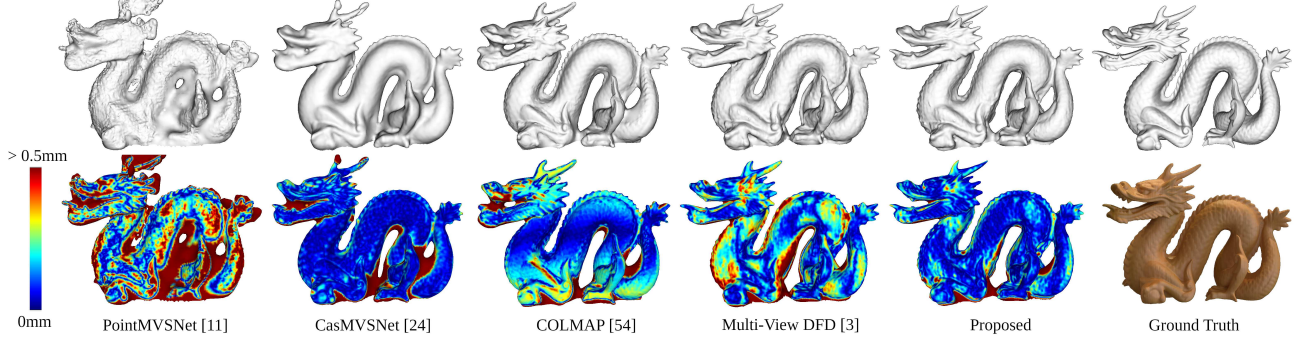 > 0.5mm
0mm
PointMVSNet [11]
CasMVSNet [24]
COLMAP [54]
Multi-View DFD [3]
Proposed
Ground Truth